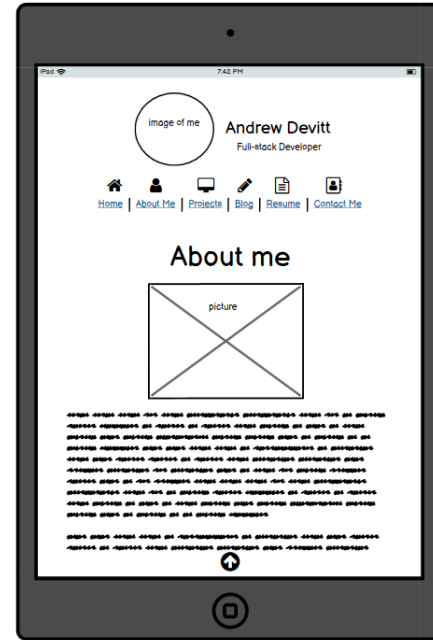 iPad 7:42 PM
image of me
Andrew Devitt
Full-stack Developer
Home | About Me | Projects | Blog | Resume | Contact Me
About me
picture